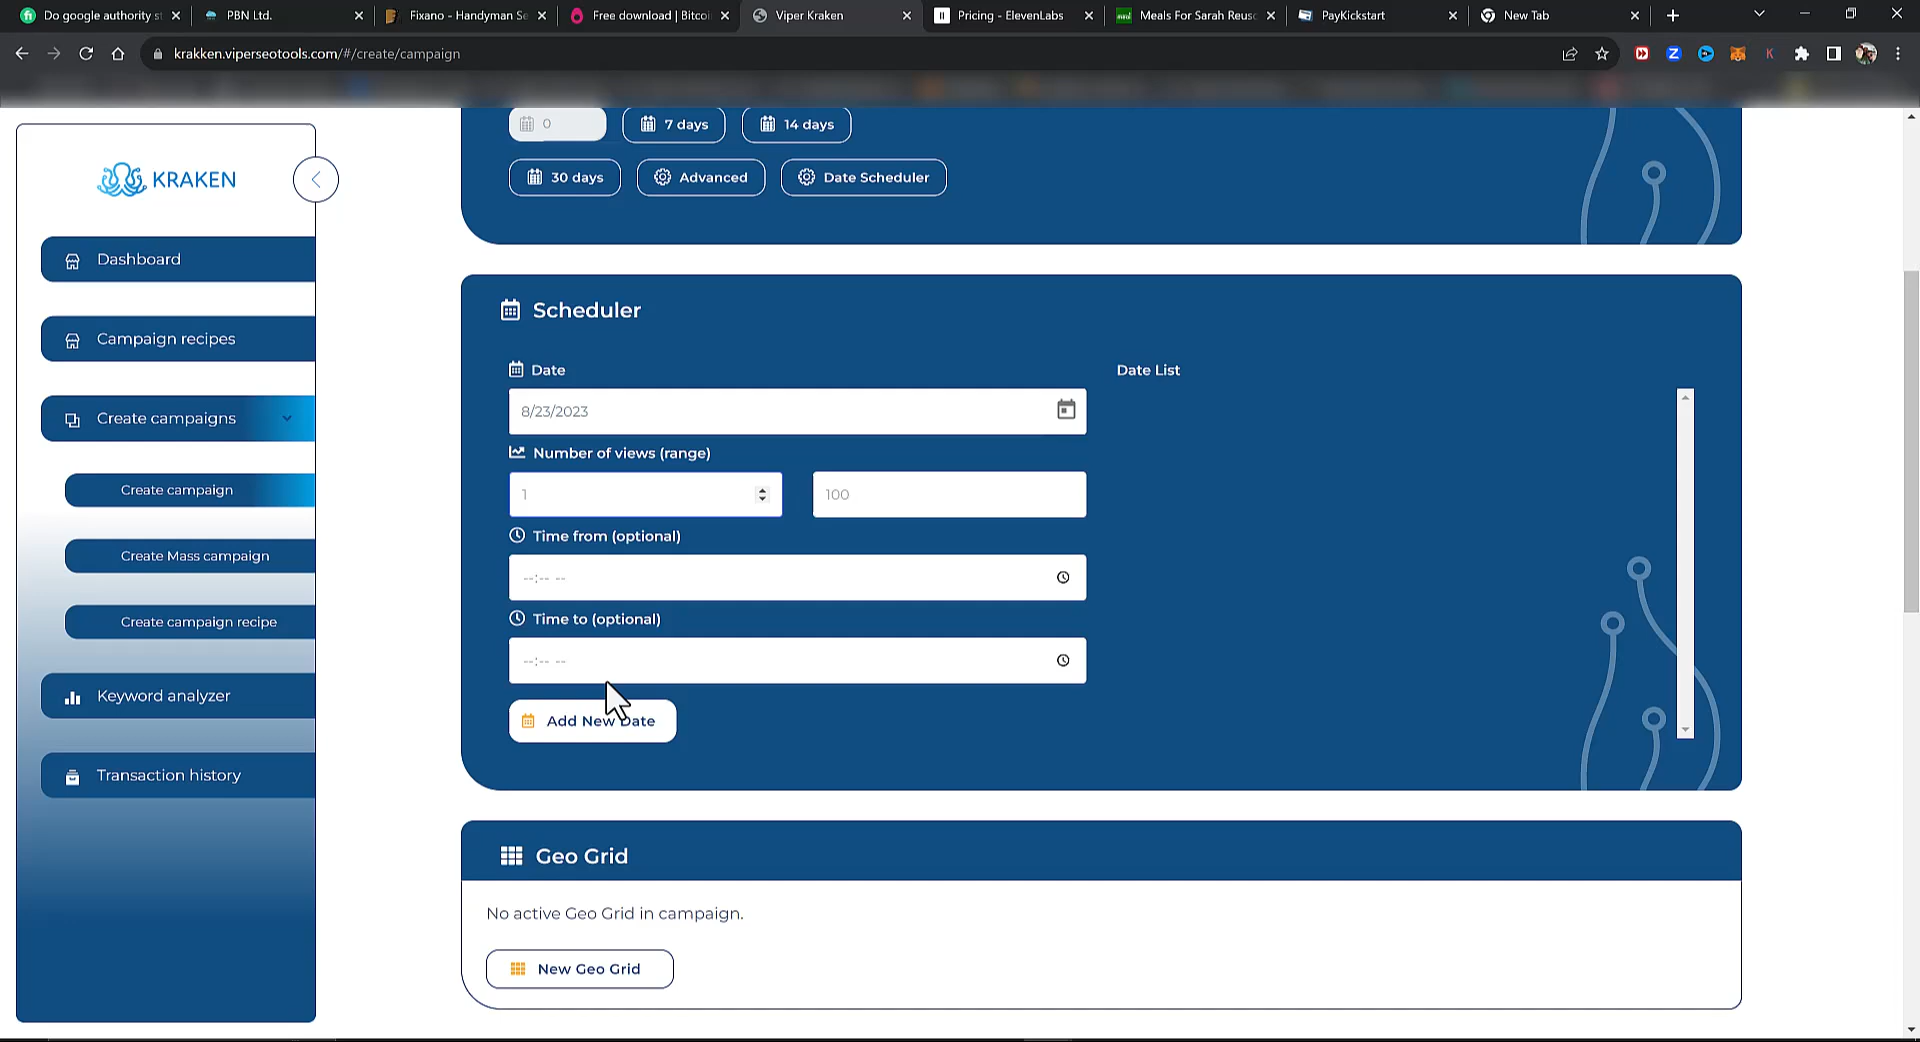 Do google authority st
PBN Ltd.
Fixano - Handyman Se
Free download | Bitcoi
Viper Kraken
Pricing - ElevenLabs
Meals For Sarah Reusc
PayKickstart
New Tab
krakken.viperseotools.com/#/create/campaign
KRAKEN
Dashboard
Campaign recipes
Create campaigns
Create campaign
Create Mass campaign
Create campaign recipe
Keyword analyzer
Transaction history
0
7 days
14 days
30 days
Advanced
Date Scheduler
Scheduler
Date
Date List
8/23/2023
Number of views (range)
1
100
Time from (optional)
--:-- --
Time to (optional)
--:-- --
Add New Date
Geo Grid
No active Geo Grid in campaign.
New Geo Grid